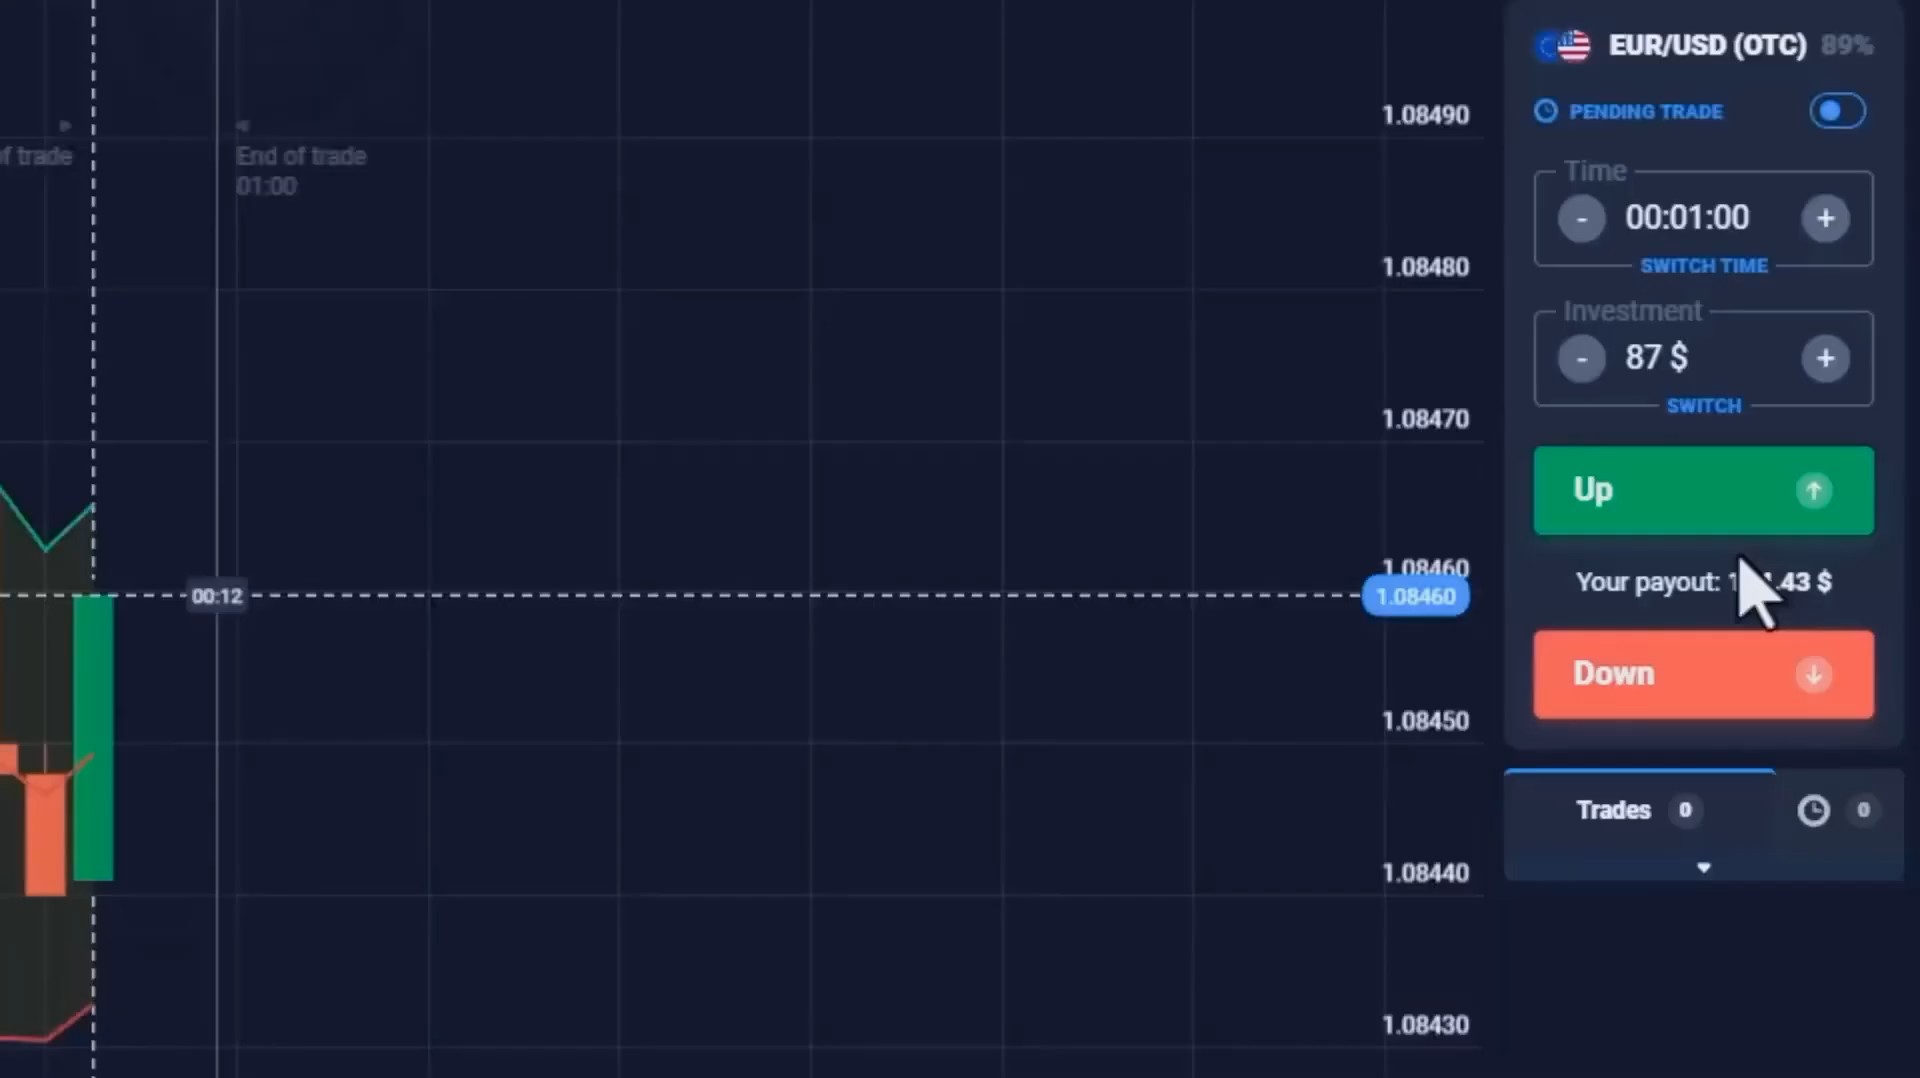 EUR/USD (OTC) 89%
PENDING TRADE
Time
- 00:01:00 +
SWITCH TIME
Investment
- 87 $ +
SWITCH
Up
Your payout: .43 $
Down
Trades 0
0
of trade
End of trade
01:00
00:12
1.08490
1.08480
1.08470
1.08460
1.08460
1.08450
1.08440
1.08430